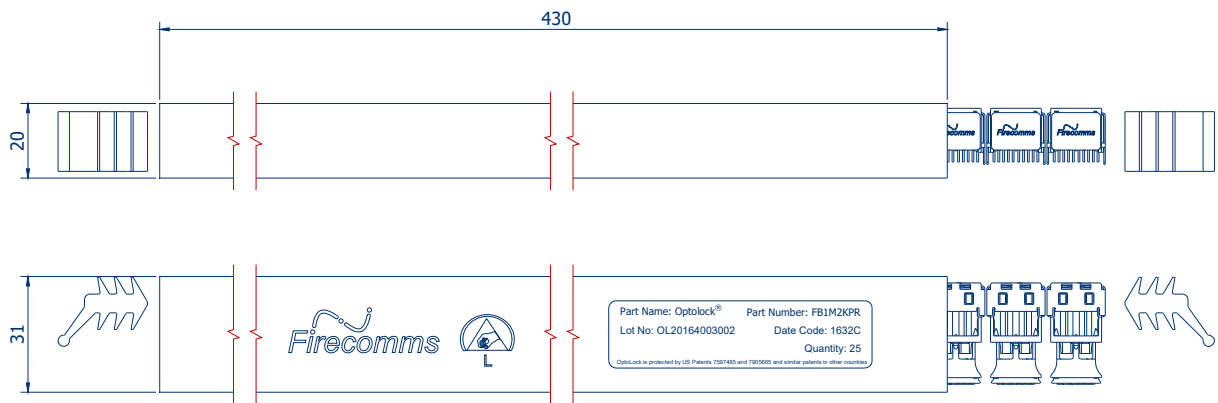 430
20
Firecomms
Firecomms
31
Firecomms
L
Part Name: Optolock®
Part Number: FB1M2KPR
Lot No: OL20164003002
Date Code: 1632C
Quantity: 25
OptoLock is protected by US Patents 7597485 and 7905665 and similar patents in other countries